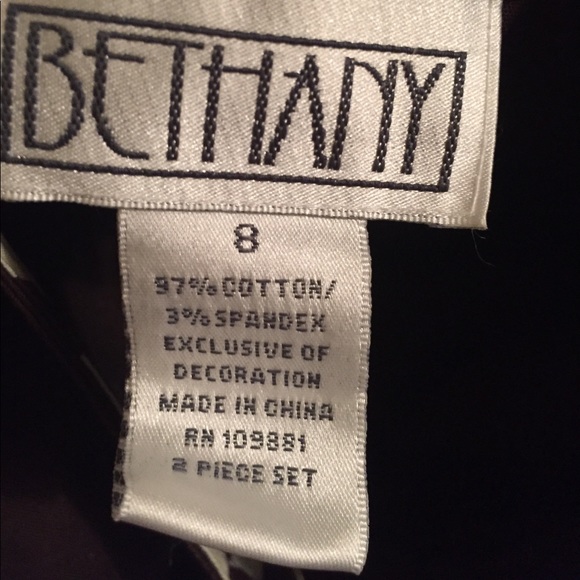 BETHANY
8
97% COTTON/
3% SPANDEX
EXCLUSIVE OF
DECORATION
MADE IN CHINA
RN 109881
2 PIECE SET